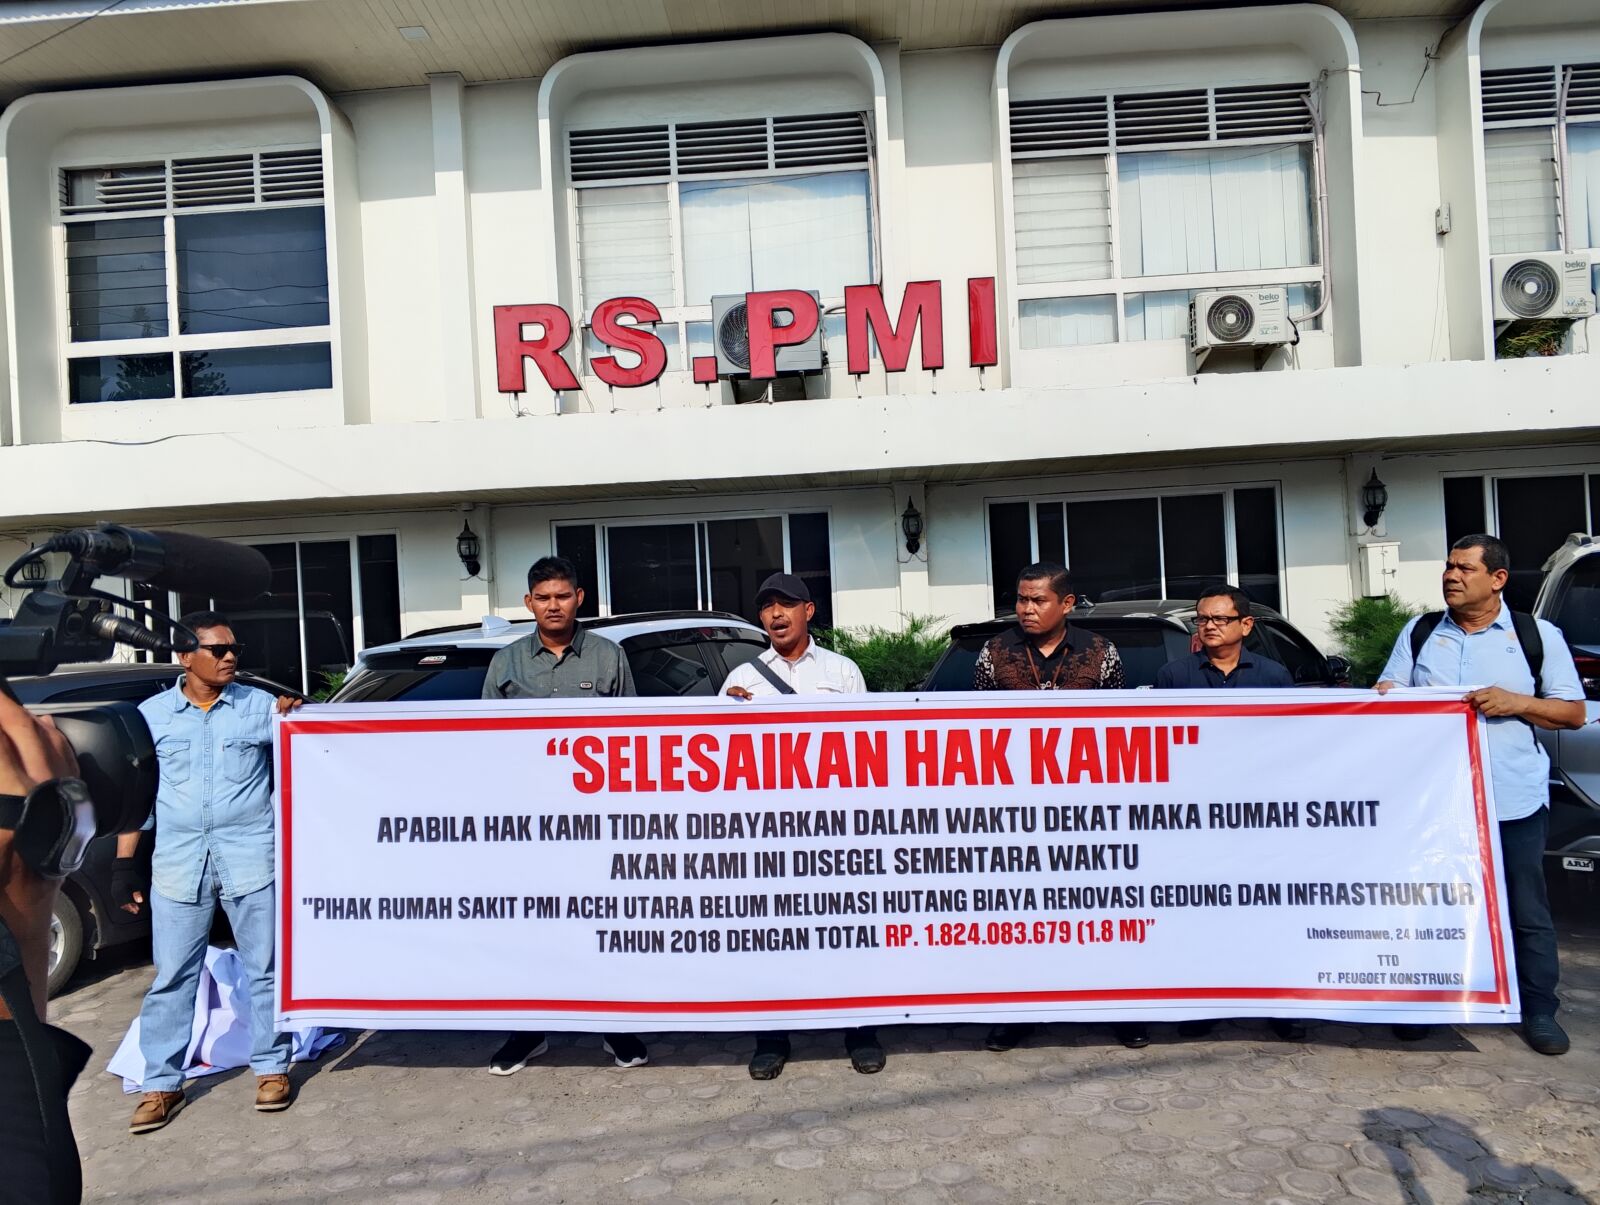 RS.PMI
beko
beko
“SELESAIKAN HAK KAMI"
APABILA HAK KAMI TIDAK DIBAYARKAN DALAM WAKTU DEKAT MAKA RUMAH SAKIT
AKAN KAMI INI DISEGEL SEMENTARA WAKTU
"PIHAK RUMAH SAKIT PMI ACEH UTARA BELUM MELUNASI HUTANG BIAYA RENOVASI GEDUNG DAN INFRASTRUKTUR
TAHUN 2018 DENGAN TOTAL RP. 1.824.083.679 (1.8 M)”
Lhokseumawe, 24 Juli 2025
TTD
PT. PEUGOET KONSTRUKSI